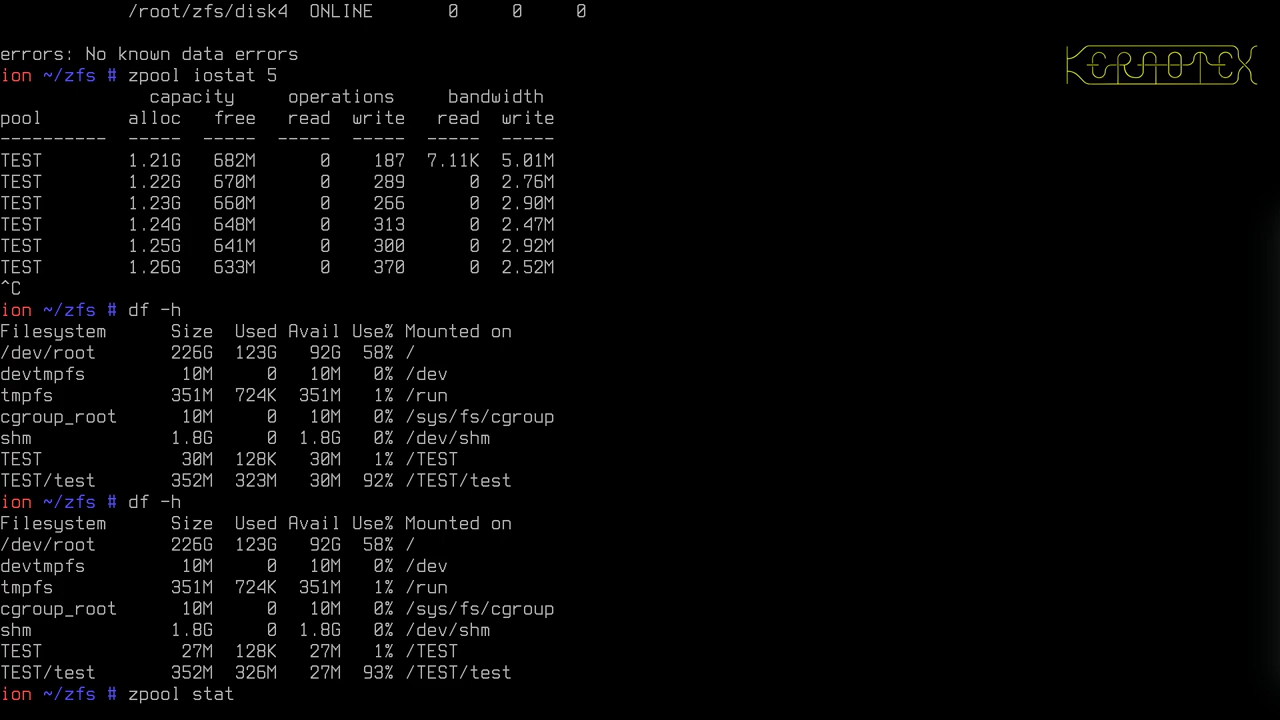 /root/zfs/disk4 ONLINE 0 0 0
errors: No known data errors
ion ~/zfs # zpool iostat 5
capacity operations bandwidth
pool alloc free read write read write
---------- ----- ----- ----- ----- ----- -----
TEST 1.21G 682M 0 187 7.11K 5.01M
TEST 1.22G 670M 0 289 0 2.76M
TEST 1.23G 660M 0 266 0 2.90M
TEST 1.24G 648M 0 313 0 2.47M
TEST 1.25G 641M 0 300 0 2.92M
TEST 1.26G 633M 0 370 0 2.52M
^C
ion ~/zfs # df -h
Filesystem Size Used Avail Use% Mounted on
/dev/root 226G 123G 92G 58% /
devtmpfs 10M 0 10M 0% /dev
tmpfs 351M 724K 351M 1% /run
cgroup_root 10M 0 10M 0% /sys/fs/cgroup
shm 1.8G 0 1.8G 0% /dev/shm
TEST 30M 128K 30M 1% /TEST
TEST/test 352M 323M 30M 92% /TEST/test
ion ~/zfs # df -h
Filesystem Size Used Avail Use% Mounted on
/dev/root 226G 123G 92G 58% /
devtmpfs 10M 0 10M 0% /dev
tmpfs 351M 724K 351M 1% /run
cgroup_root 10M 0 10M 0% /sys/fs/cgroup
shm 1.8G 0 1.8G 0% /dev/shm
TEST 27M 128K 27M 1% /TEST
TEST/test 352M 326M 27M 93% /TEST/test
ion ~/zfs # zpool stat